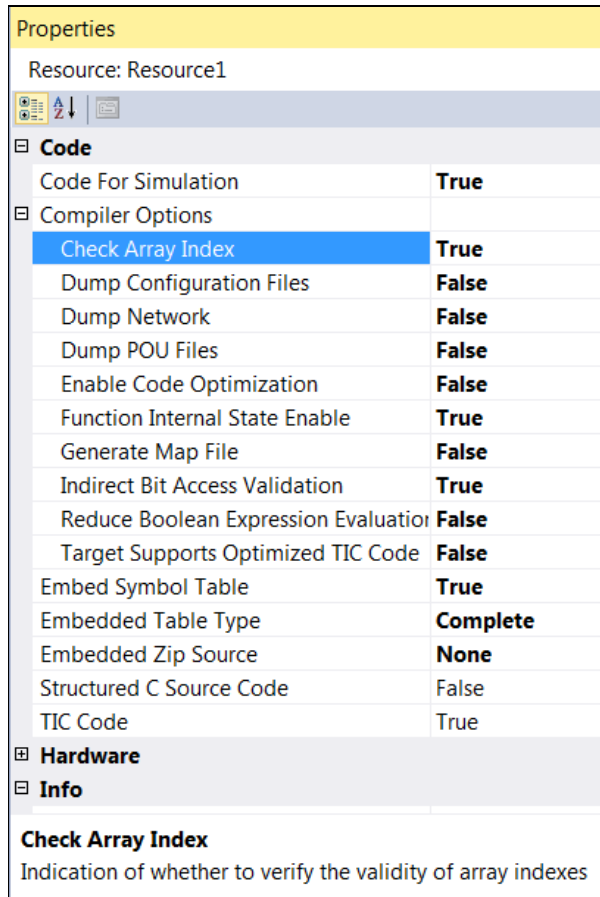 Properties
Resource: Resource1
Code
Code For Simulation True
Compiler Options
Check Array Index True
Dump Configuration Files False
Dump Network False
Dump POU Files False
Enable Code Optimization False
Function Internal State Enable True
Generate Map File False
Indirect Bit Access Validation True
Reduce Boolean Expression Evaluation False
Target Supports Optimized TIC Code False
Embed Symbol Table True
Embedded Table Type Complete
Embedded Zip Source None
Structured C Source Code False
TIC Code True
Hardware
Info
Check Array Index
Indication of whether to verify the validity of array indexes